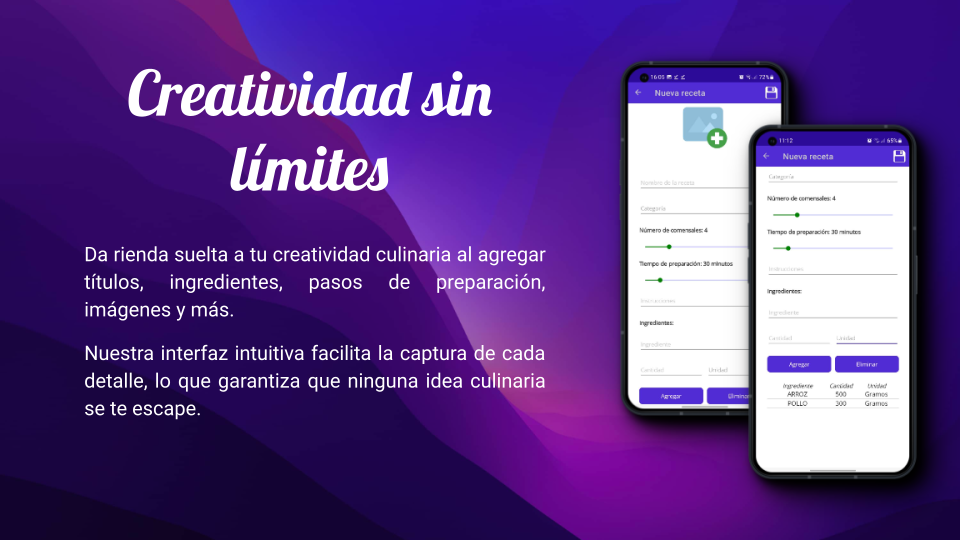 Creatividad sin
límites
Da rienda suelta a tu creatividad culinaria al agregar
títulos, ingredientes, pasos de preparación,
imágenes y más.
Nuestra interfaz intuitiva facilita la captura de cada
detalle, lo que garantiza que ninguna idea culinaria
se te escape.
16:05 72%
Nueva receta
Nombre de la receta
Categoría
Número de comensales: 4
Tiempo de preparación: 30 minutos
Instrucciones
Ingredientes:
Ingrediente
Cantidad Unidad
Agregar Eliminar
11:12 65%
Nueva receta
Categoría
Número de comensales: 4
Tiempo de preparación: 30 minutos
Instrucciones
Ingredientes:
Ingrediente
Cantidad Unidad
Agregar Eliminar
Ingrediente Cantidad Unidad
ARROZ 500 Gramos
POLLO 300 Gramos